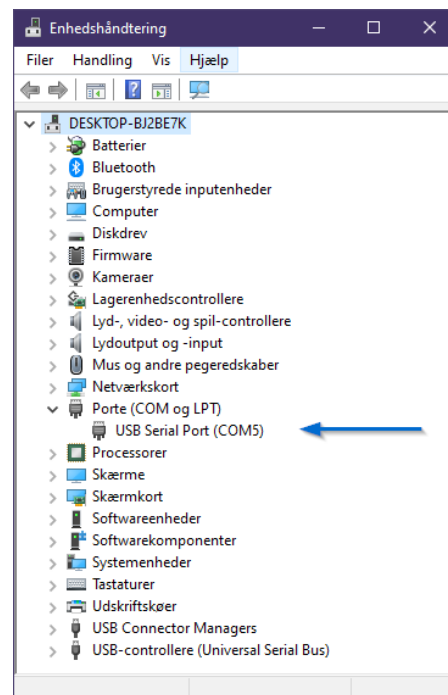 Enhedshåndtering
Filer Handling Vis Hjælp
DESKTOP-BJ2BE7K
Batterier
Bluetooth
Brugerstyrede inputenheder
Computer
Diskdrev
Firmware
Kameraer
Lagerenhedscontrollere
Lyd-, video- og spil-controllere
Lydoutput og -input
Mus og andre pegeredskaber
Netværkskort
Porte (COM og LPT)
USB Serial Port (COM5)
Processorer
Skærme
Skærmkort
Softwareenheder
Softwarekomponenter
Systemenheder
Tastaturer
Udskriftskøer
USB Connector Managers
USB-controllere (Universal Serial Bus)